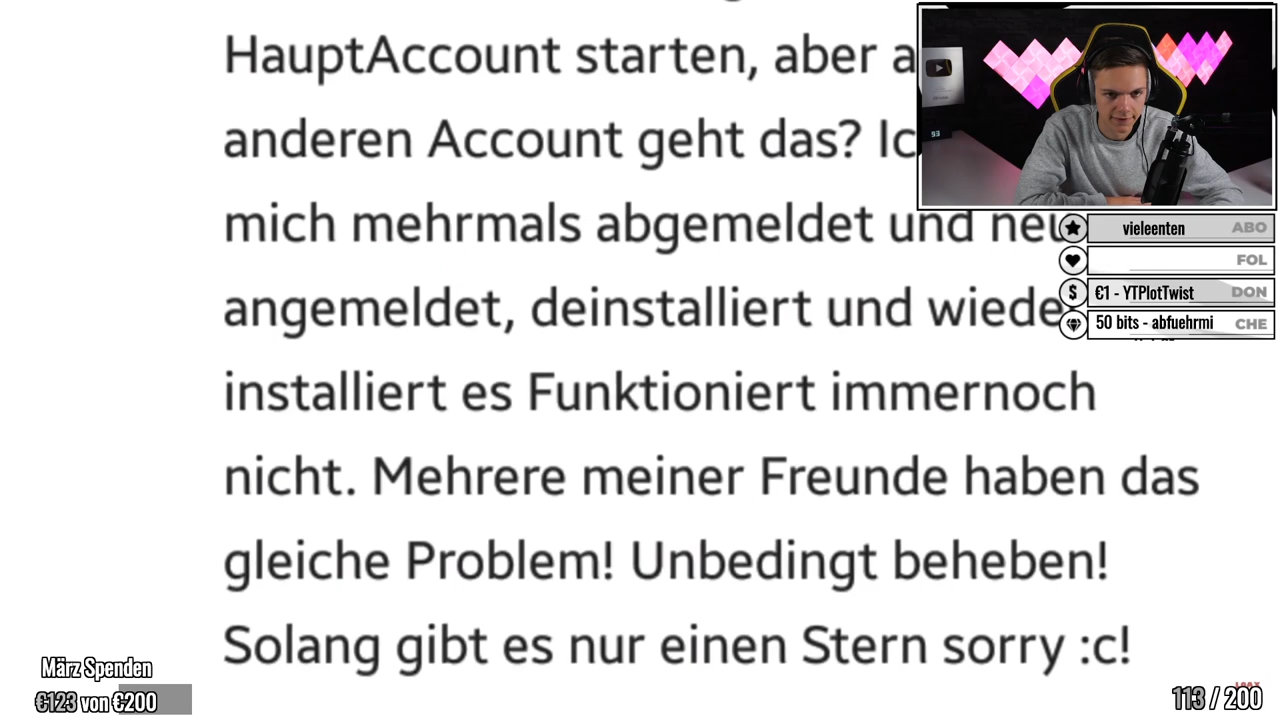 HauptAccount starten, aber a
anderen Account geht das? Ic
mich mehrmals abgemeldet und neu
angemeldet, deinstalliert und wiede
installiert es Funktioniert immernoch
nicht. Mehrere meiner Freunde haben das
gleiche Problem! Unbedingt beheben!
Solang gibt es nur einen Stern sorry :c!
93
vieleenten ABO
FOL
$ €1 - YTPlotTwist DON
50 bits - abfuehrmi CHE
März Spenden
€123 von €200
113 / 200